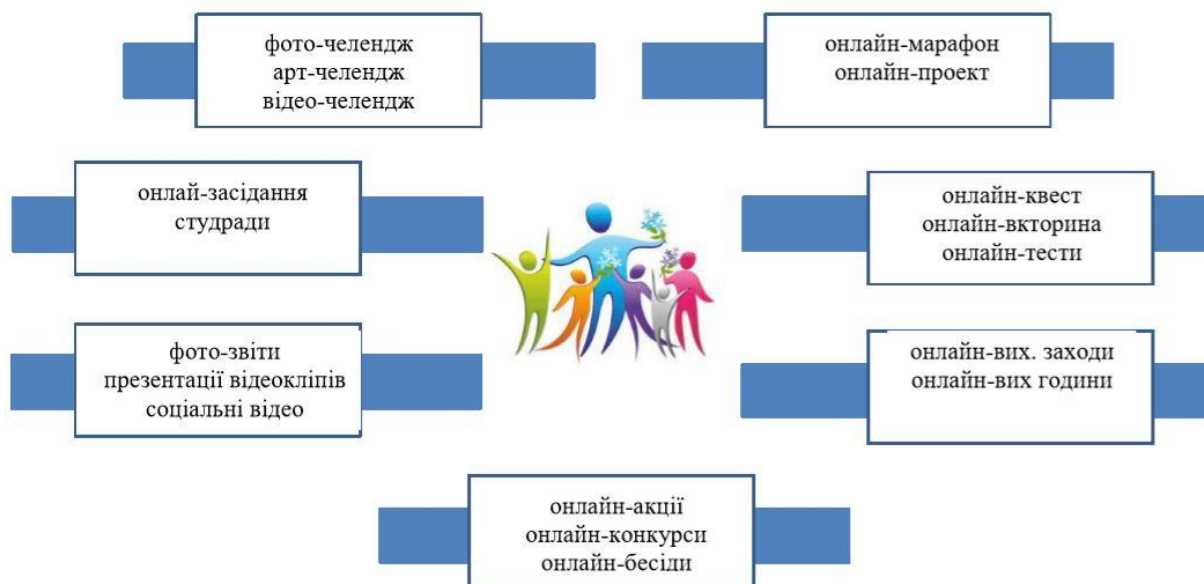 фото-челендж
арт-челендж
відео-челендж
онлайн-марафон
онлайн-проект
онлай-засідання
студради
онлайн-квест
онлайн-вкторина
онлайн-тести
фото-звіти
презентації відеокліпів
соціальні відео
онлайн-вих. заходи
онлайн-вих години
онлайн-акції
онлайн-конкурси
онлайн-бесіди